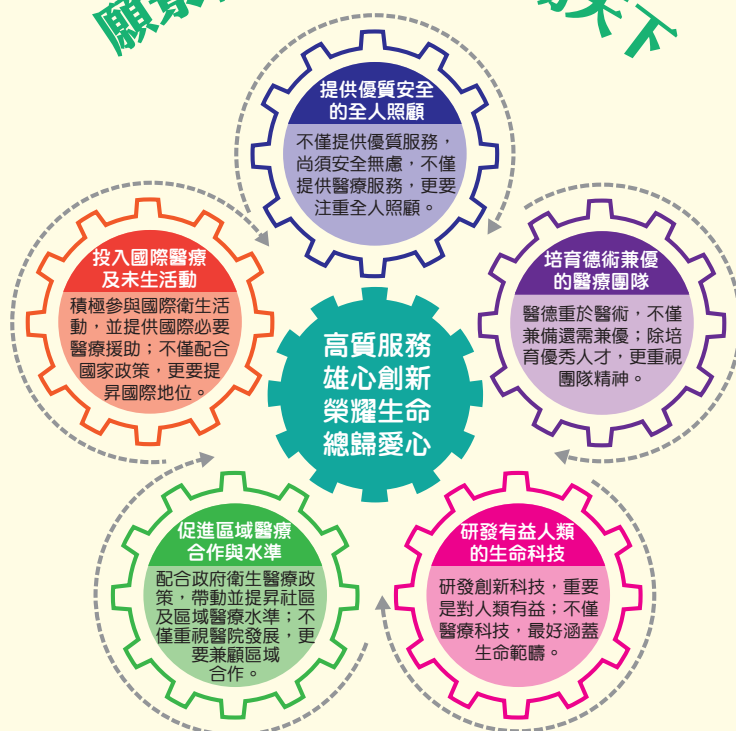 願景
天下
提供優質安全
的全人照顧
不僅提供優質服務，
尚須安全無慮，不僅
提供醫療服務，更要
注重全人照顧。
投入國際醫療
及未生活動
積極參與國際衛生活
動，並提供國際必要
醫療援助；不僅配合
國家政策，更要提
昇國際地位。
培育德術兼優
的醫療團隊
醫德重於醫術，不僅
兼備還需兼優；除培
育優秀人才，更重視
團隊精神。
高質服務
雄心創新
榮耀生命
總歸愛心
促進區域醫療
合作與水準
配合政府衛生醫療政
策，帶動並提昇社區
及區域醫療水準；不
僅重視醫院發展，更
要兼顧區域
合作。
研發有益人類
的生命科技
研發創新科技，重要
是對人類有益；不僅
醫療科技，最好涵蓋
生命範疇。